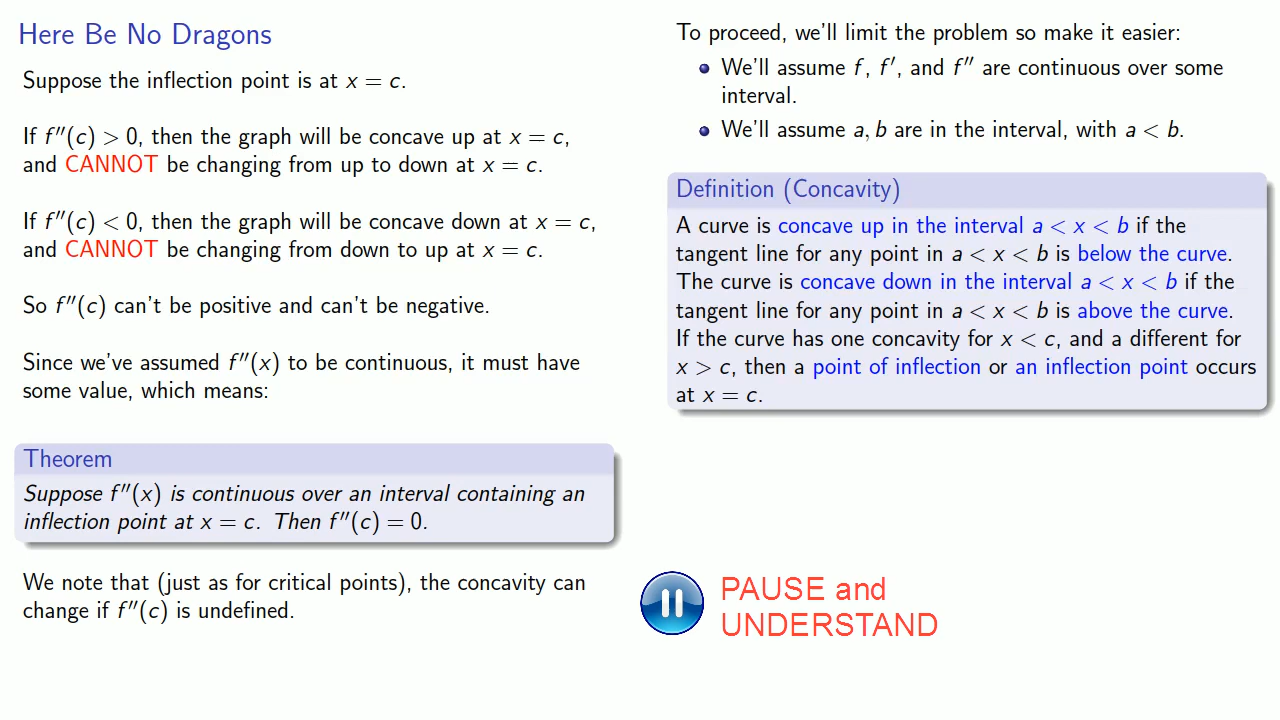 Here Be No Dragons
Suppose the inflection point is at x = c.
If f″(c) > 0, then the graph will be concave up at x = c,
and CANNOT be changing from up to down at x = c.
If f″(c) < 0, then the graph will be concave down at x = c,
and CANNOT be changing from down to up at x = c.
So f″(c) can't be positive and can't be negative.
Since we've assumed f″(x) to be continuous, it must have
some value, which means:
Theorem
Suppose f″(x) is continuous over an interval containing an
inflection point at x = c. Then f″(c) = 0.
We note that (just as for critical points), the concavity can
change if f″(c) is undefined.
To proceed, we'll limit the problem so make it easier:
We'll assume f, f′, and f″ are continuous over some
interval.
We'll assume a, b are in the interval, with a < b.
Definition (Concavity)
A curve is concave up in the interval a < x < b if the
tangent line for any point in a < x < b is below the curve.
The curve is concave down in the interval a < x < b if the
tangent line for any point in a < x < b is above the curve.
If the curve has one concavity for x < c, and a different for
x > c, then a point of inflection or an inflection point occurs
at x = c.
PAUSE and
UNDERSTAND